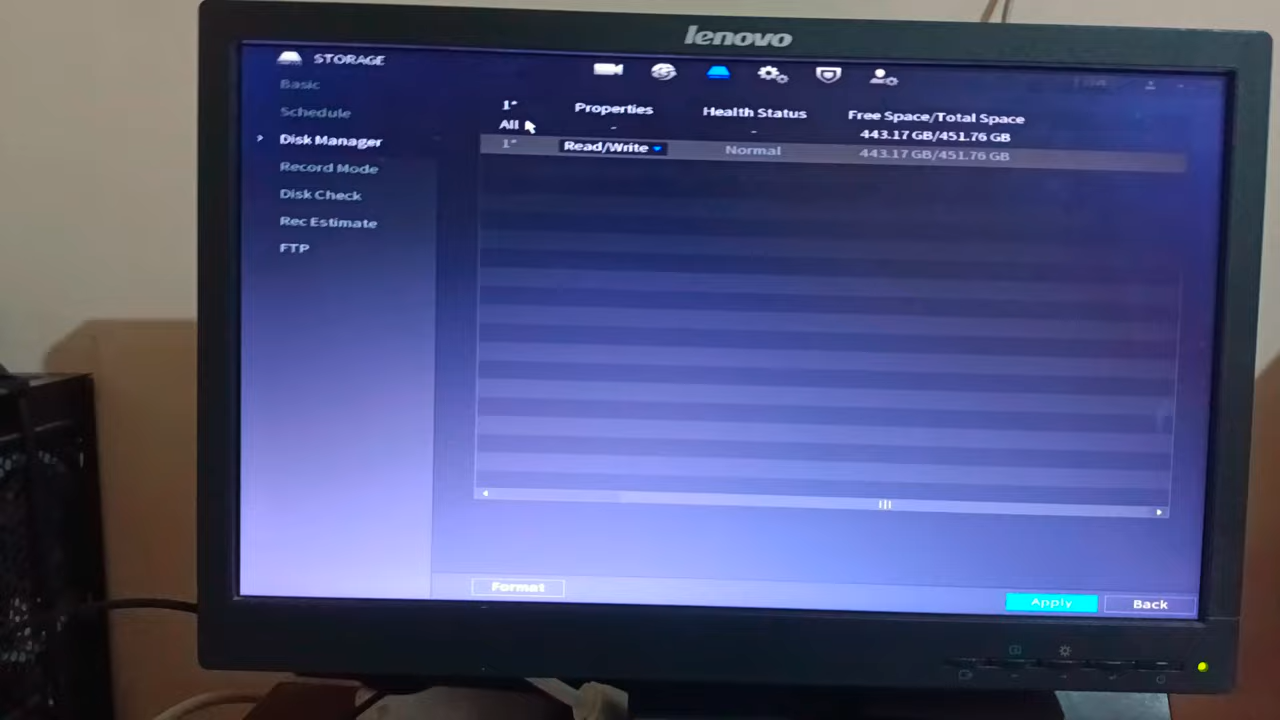 lenovo
STORAGE
Basic
Schedule
Disk Manager
Record Mode
Disk Check
Rec Estimate
FTP
1* Properties Health Status Free Space/Total Space
All - - 443.17 GB/451.76 GB
1* Read/Write Normal 443.17 GB/451.76 GB
Format Apply Back